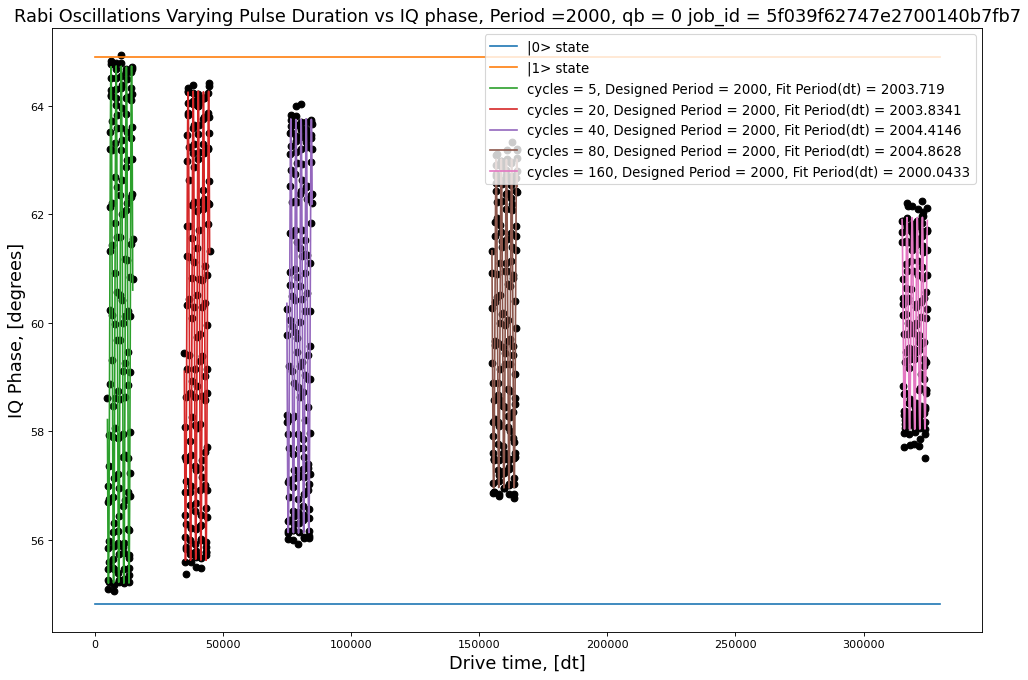 Rabi Oscillations Varying Pulse Duration vs IQ phase, Period =2000, qb = 0 job_id = 5f039f62747e2700140b7fb7
|0> state
|1> state
cycles = 5, Designed Period = 2000, Fit Period(dt) = 2003.719
cycles = 20, Designed Period = 2000, Fit Period(dt) = 2003.8341
cycles = 40, Designed Period = 2000, Fit Period(dt) = 2004.4146
cycles = 80, Designed Period = 2000, Fit Period(dt) = 2004.8628
cycles = 160, Designed Period = 2000, Fit Period(dt) = 2000.0433
IQ Phase, [degrees]
64
62
60
58
56
0 50000 100000 150000 200000 250000 300000
Drive time, [dt]